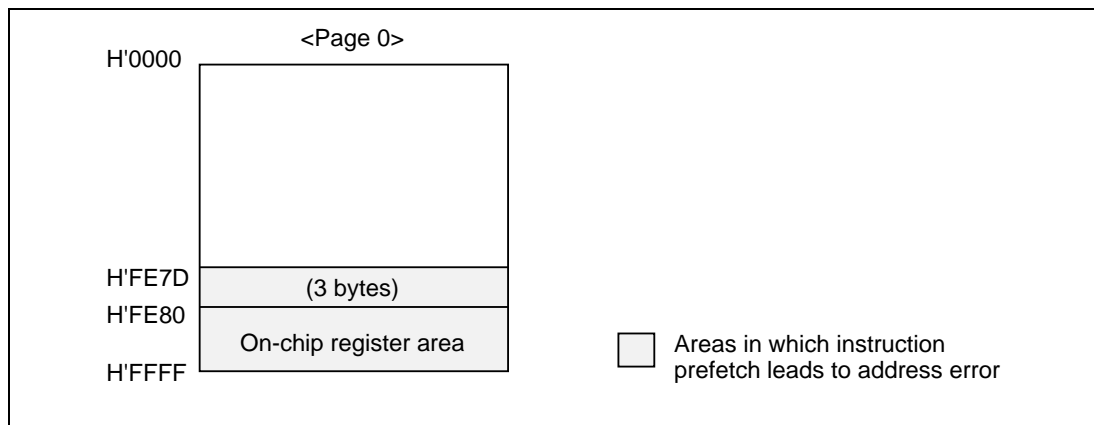 <Page 0>
H'0000
H'FE7D
(3 bytes)
H'FE80
On-chip register area
H'FFFF
Areas in which instruction
prefetch leads to address error